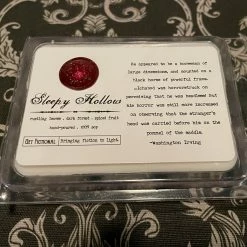 Sleepy Hollow
rustling leaves . dark forest . spiced fruit
hand-poured . 100% soy
Get Fictional
Bringing fiction to light.
He appeared to be a horseman of
large dimensions, and mounted on a
black horse of powerful frame.
...Ichabod was horrorstruck on
perceiving that he was headless but
his horror was still more increased
on observing that the stranger's
head was carried before him on the
pommel of the saddle.
-Washington Irving